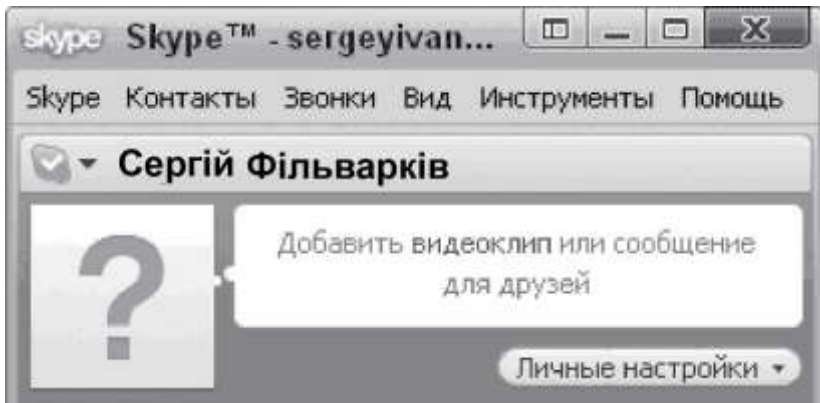 skype Skype™ - sergeyivan...
Skype Контакты Звонки Вид Инструменты Помощь
Сергій Фільварків
?
Добавить видеоклип или сообщение
для друзей
Личные настройки